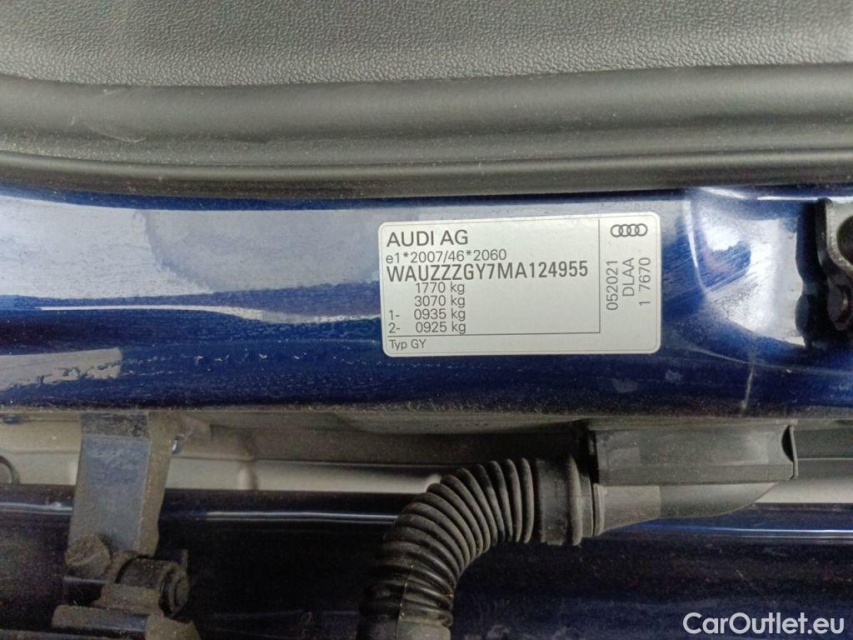 AUDI AG
e1*2007/46*2060
WAUZZZGY7MA124955
1770 kg
3070 kg
1- 0935 kg
2- 0925 kg
Typ GY
052021
DLAA
1 7670
CarOutlet.eu